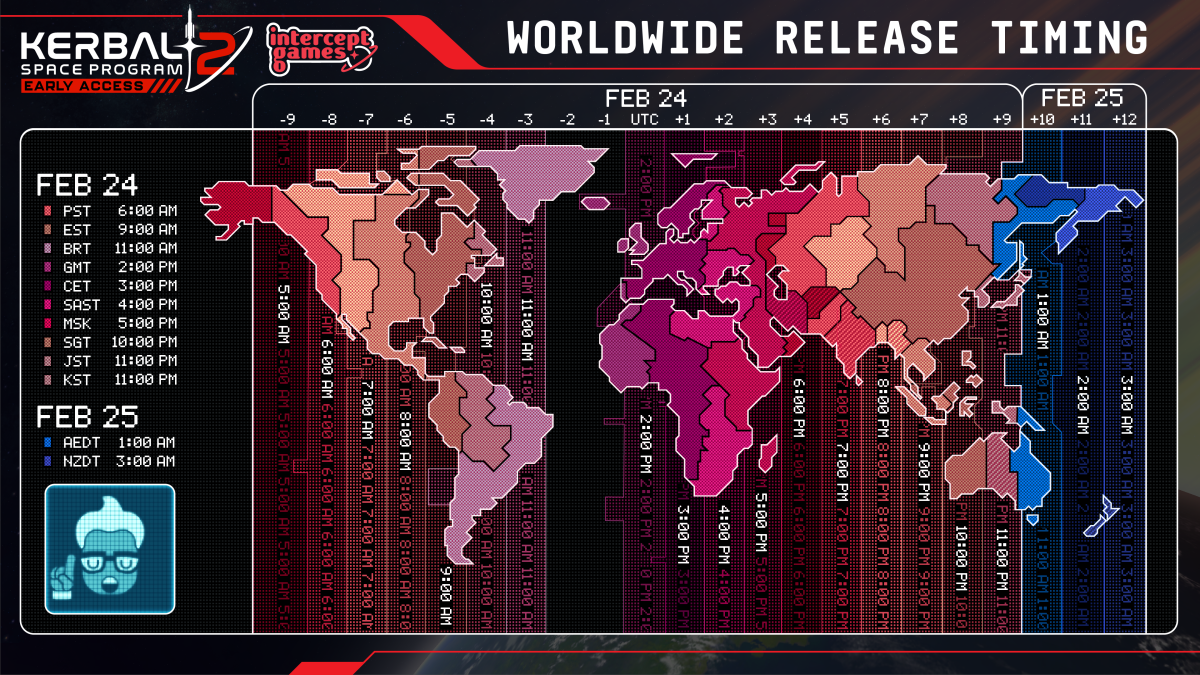 KERBAL 2
SPACE PROGRAM
EARLY ACCESS
intercept
games
WORLDWIDE RELEASE TIMING
FEB 24
FEB 25
-9 -8 -7 -6 -5 -4 -3 -2 -1 UTC +1 +2 +3 +4 +5 +6 +7 +8 +9 +10 +11 +12
FEB 24
PST 6:00 AM
EST 9:00 AM
BRT 11:00 AM
GMT 2:00 PM
CET 3:00 PM
SAST 4:00 PM
MSK 5:00 PM
SGT 10:00 PM
JST 11:00 PM
KST 11:00 PM
FEB 25
AEDT 1:00 AM
NZDT 3:00 AM
5:00 AM
6:00 AM
7:00 AM
8:00 AM
9:00 AM
10:00 AM
11:00 AM
2:00 PM
3:00 PM
4:00 PM
5:00 PM
6:00 PM
7:00 PM
8:00 PM
9:00 PM
10:00 PM
11:00 PM
1:00 AM
2:00 AM
3:00 AM